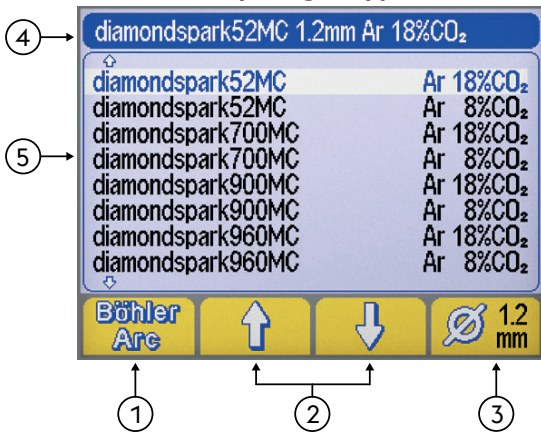 ④
diamondspark52MC 1.2mm Ar 18%CO₂
diamondspark52MC Ar 18%CO₂
diamondspark52MC Ar 8%CO₂
diamondspark700MC Ar 18%CO₂
⑤
diamondspark700MC Ar 8%CO₂
diamondspark900MC Ar 18%CO₂
diamondspark900MC Ar 8%CO₂
diamondspark960MC Ar 18%CO₂
diamondspark960MC Ar 8%CO₂
Böhler
Arc
1.2
mm
① ② ③